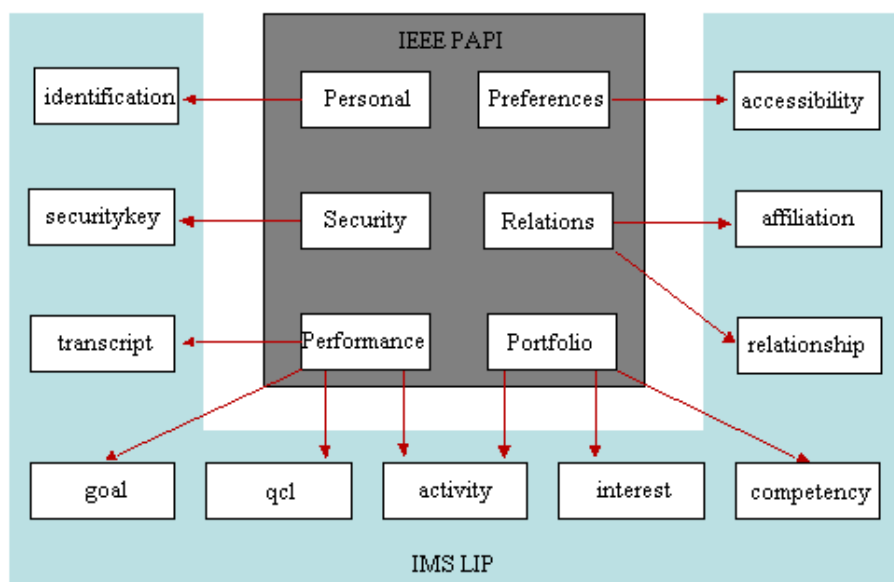 IEEE PAPI
identification
Personal
Preferences
accessibility
securitykey
Security
Relations
affiliation
transcript
Performance
Portfolio
relationship
goal
qcl
activity
interest
competency
IMS LIP